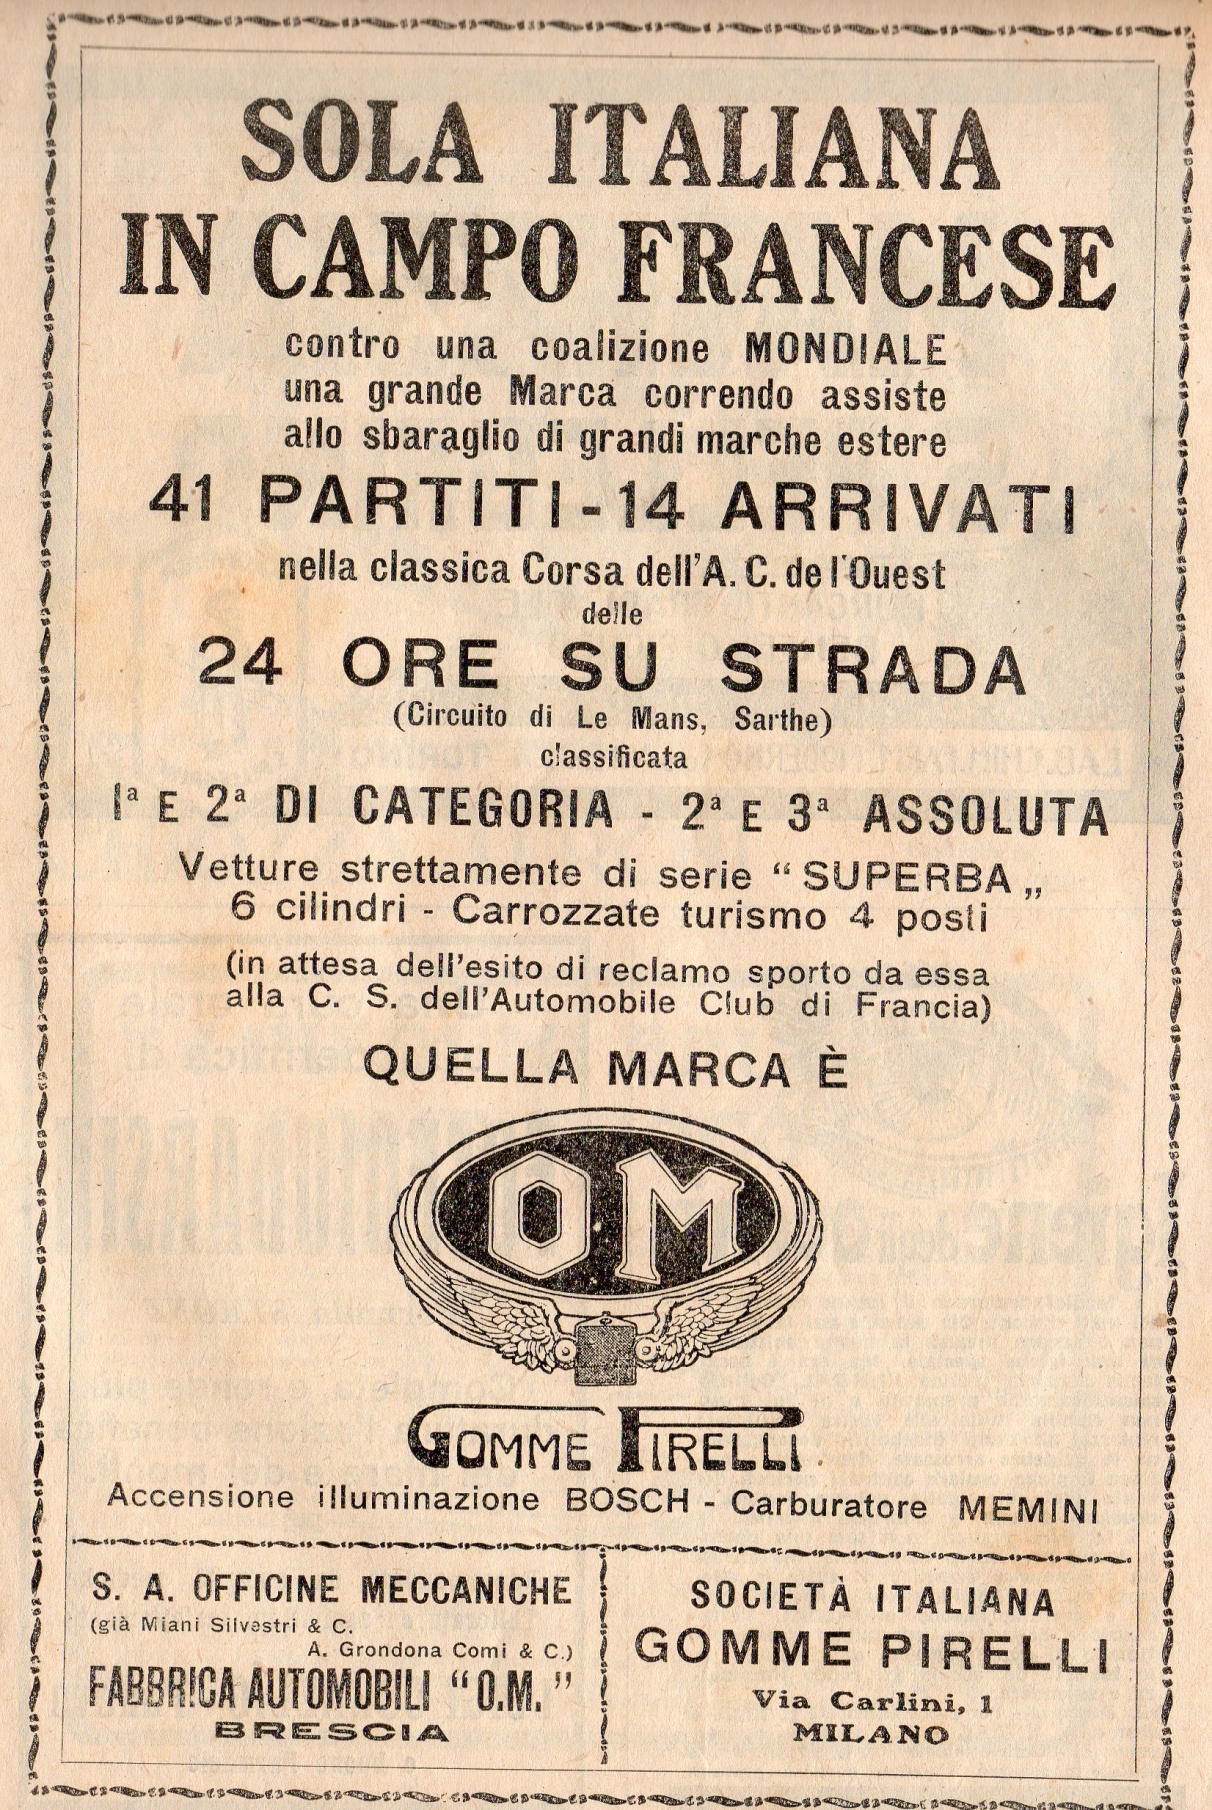 SOLA ITALIANA
IN CAMPO FRANCESE
contro una coalizione MONDIALE
una grande Marca correndo assiste
allo sbaraglio di grandi marche estere
41 PARTITI - 14 ARRIVATI
nella classica Corsa dell'A. C. de l'Ouest
delle
24 ORE SU STRADA
(Circuito di Le Mans, Sarthe)
classificata
1ª E 2ª DI CATEGORIA - 2ª E 3ª ASSOLUTA
Vetture strettamente di serie “ SUPERBA „
6 cilindri - Carrozzate turismo 4 posti
(in attesa dell'esito di reclamo sporto da essa
alla C. S. dell'Automobile Club di Francia)
QUELLA MARCA È
OM
GOMME PIRELLI
Accensione illuminazione BOSCH - Carburatore MEMINI
S. A. OFFICINE MECCANICHE
(già Miani Silvestri & C.
A. Grondona Comi & C.)
FABBRICA AUTOMOBILI “O.M.”
BRESCIA
SOCIETÀ ITALIANA
GOMME PIRELLI
Via Carlini, 1
MILANO